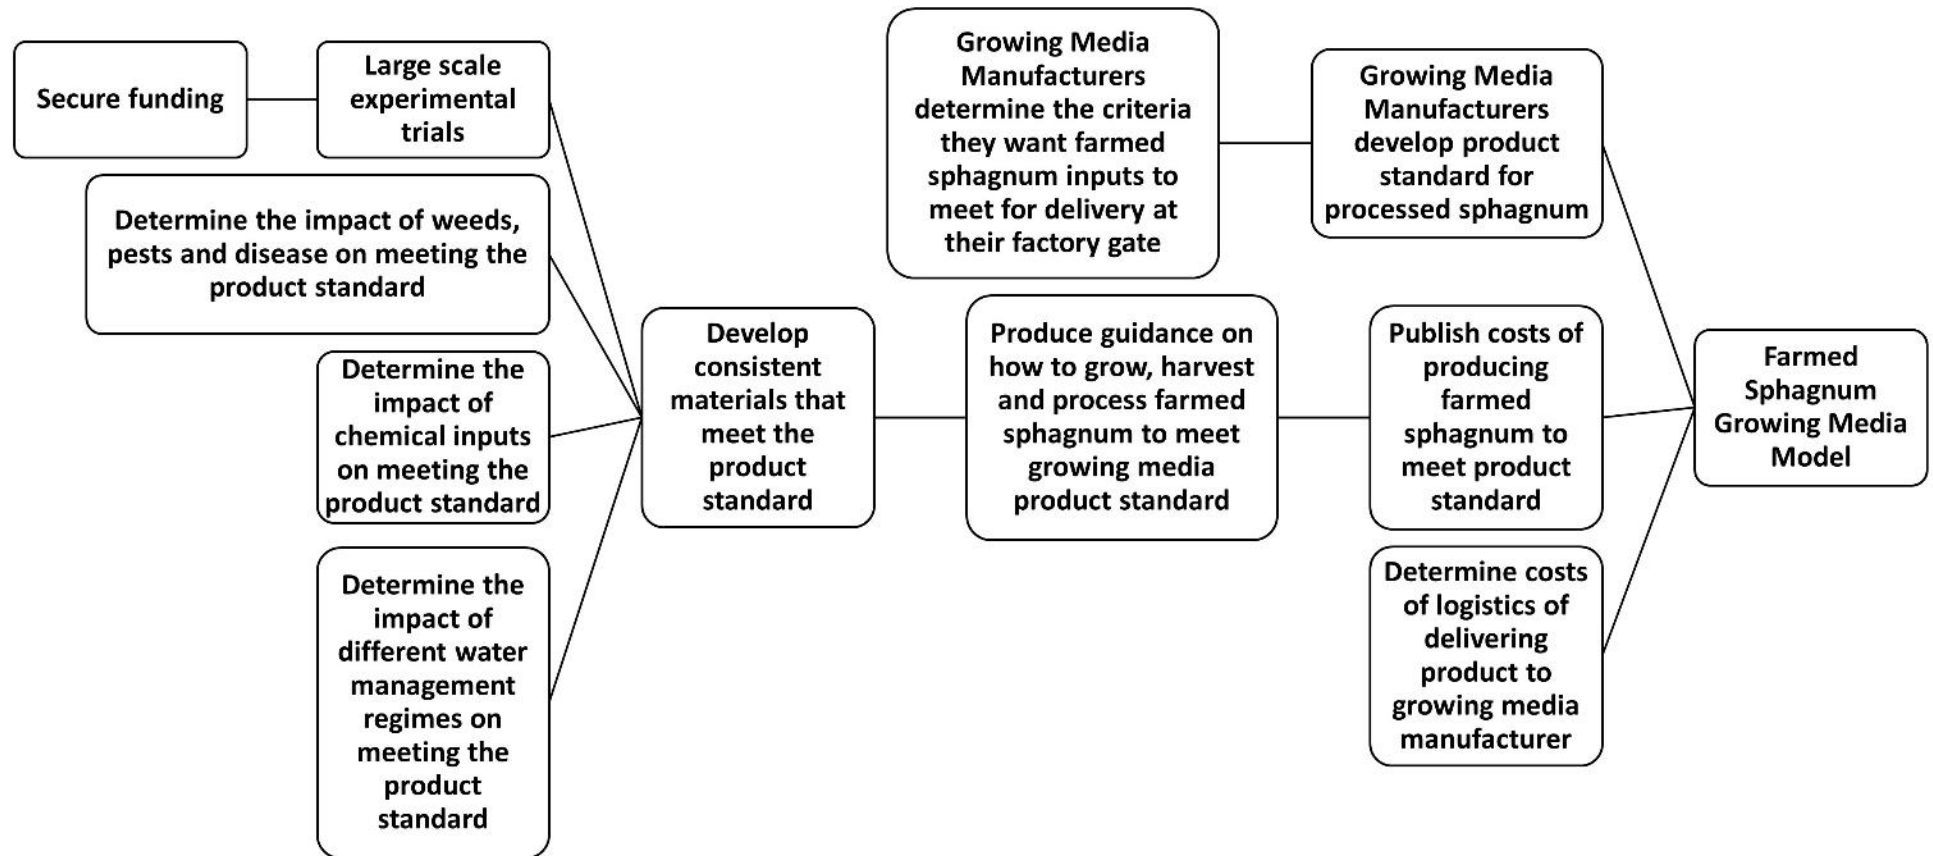 Secure funding
Large scale
experimental
trials
Determine the impact of weeds,
pests and disease on meeting the
product standard
Determine the
impact of
chemical inputs
on meeting the
product standard
Determine the
impact of
different water
management
regimes on
meeting the
product
standard
Develop
consistent
materials that
meet the
product
standard
Growing Media
Manufacturers
determine the criteria
they want farmed
sphagnum inputs to
meet for delivery at
their factory gate
Growing Media
Manufacturers
develop product
standard for
processed sphagnum
Produce guidance on
how to grow, harvest
and process farmed
sphagnum to meet
growing media
product standard
Publish costs of
producing
farmed
sphagnum to
meet product
standard
Determine costs
of logistics of
delivering
product to
growing media
manufacturer
Farmed
Sphagnum
Growing Media
Model